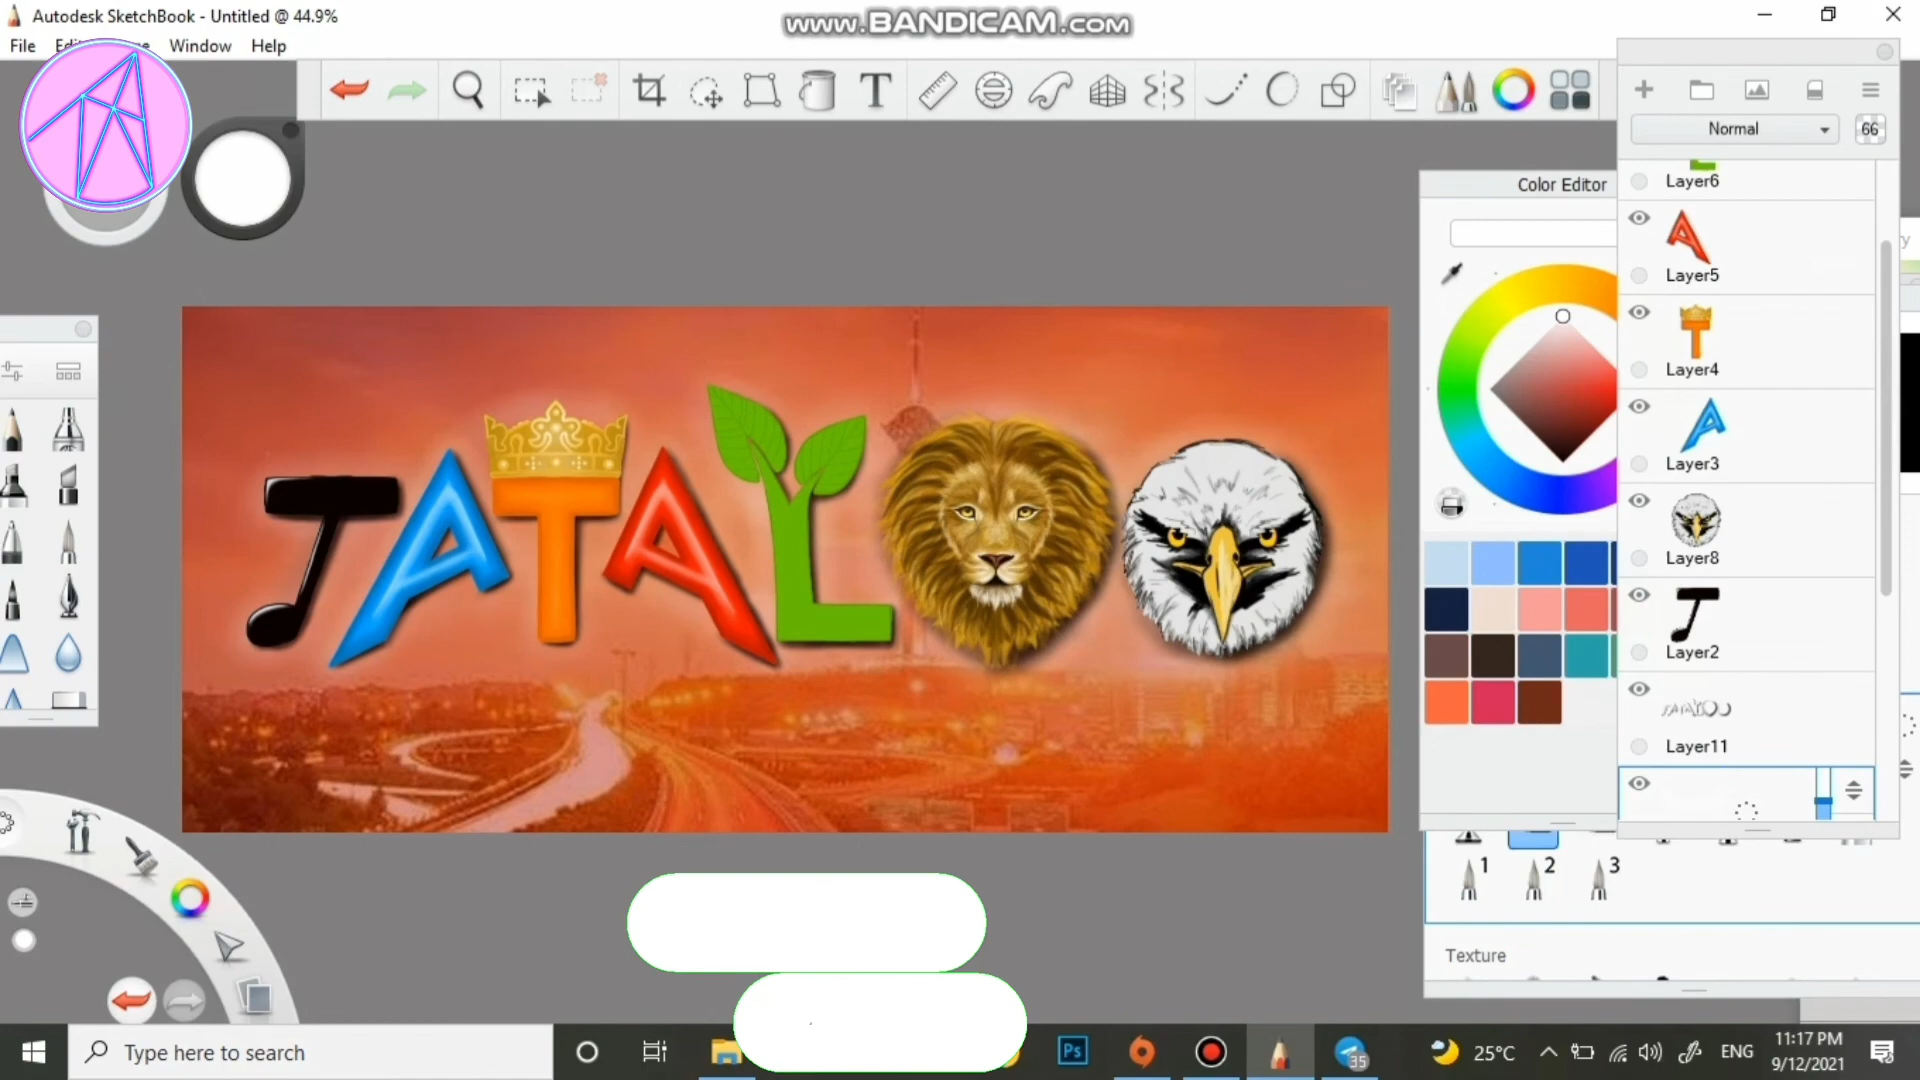 Autodesk SketchBook - Untitled @ 44.9%
www.BANDICAM.com
File
Window
Help
T
Normal
66
Layer6
Layer5
Layer4
Layer3
Layer8
Layer2
Layer11
Color Editor
JATAL
1 2 3
Texture
Type here to search
Ps
35
25°C
ENG
11:17 PM
9/12/2021